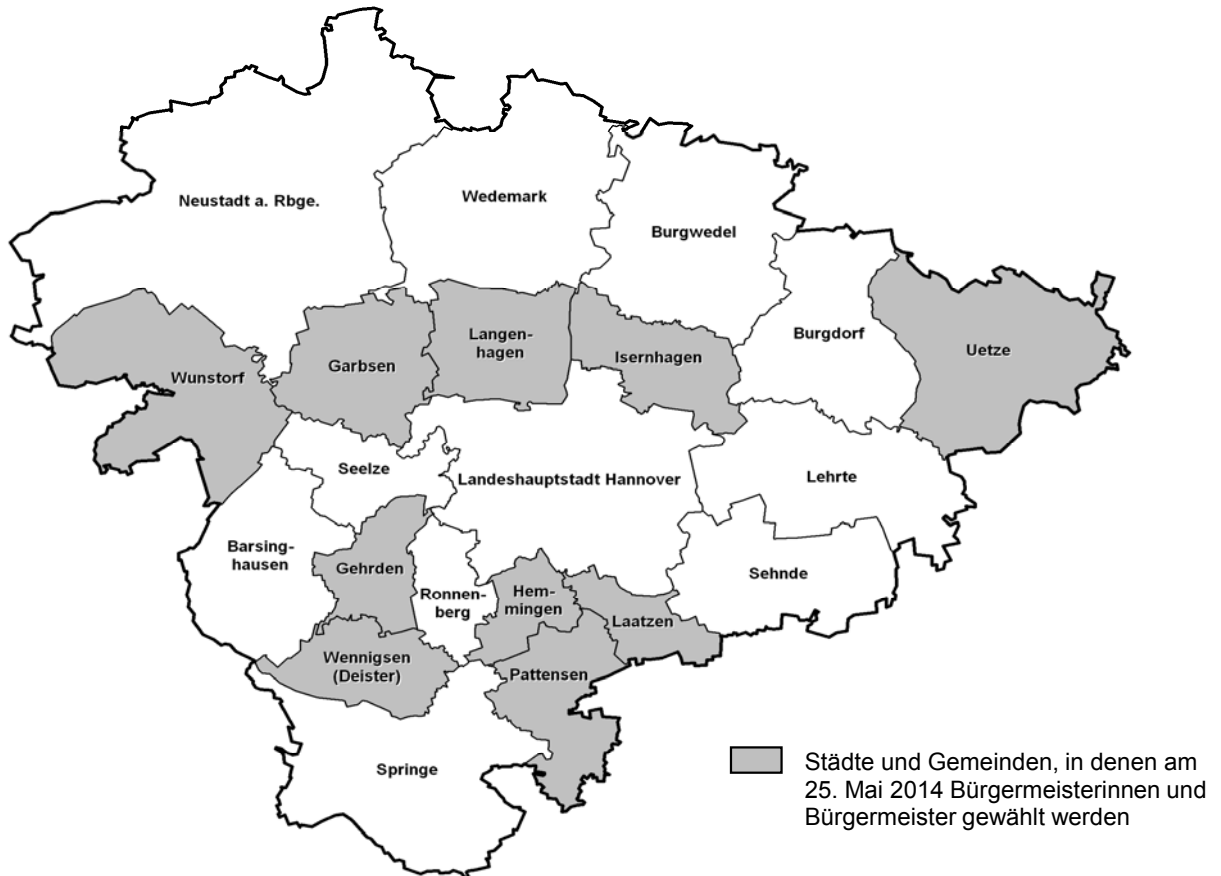 Neustadt a. Rbge.
Wedemark
Burgwedel
Burgdorf
Uetze
Langen-
hagen
Isernhagen
Garbsen
Wunstorf
Seelze
Landeshauptstadt Hannover
Lehrte
Barsing-
hausen
Gehrden
Ronnen-
berg
Hem-
mingen
Laatzen
Sehnde
Wennigsen
(Deister)
Pattensen
Springe
Städte und Gemeinden, in denen am
25. Mai 2014 Bürgermeisterinnen und
Bürgermeister gewählt werden